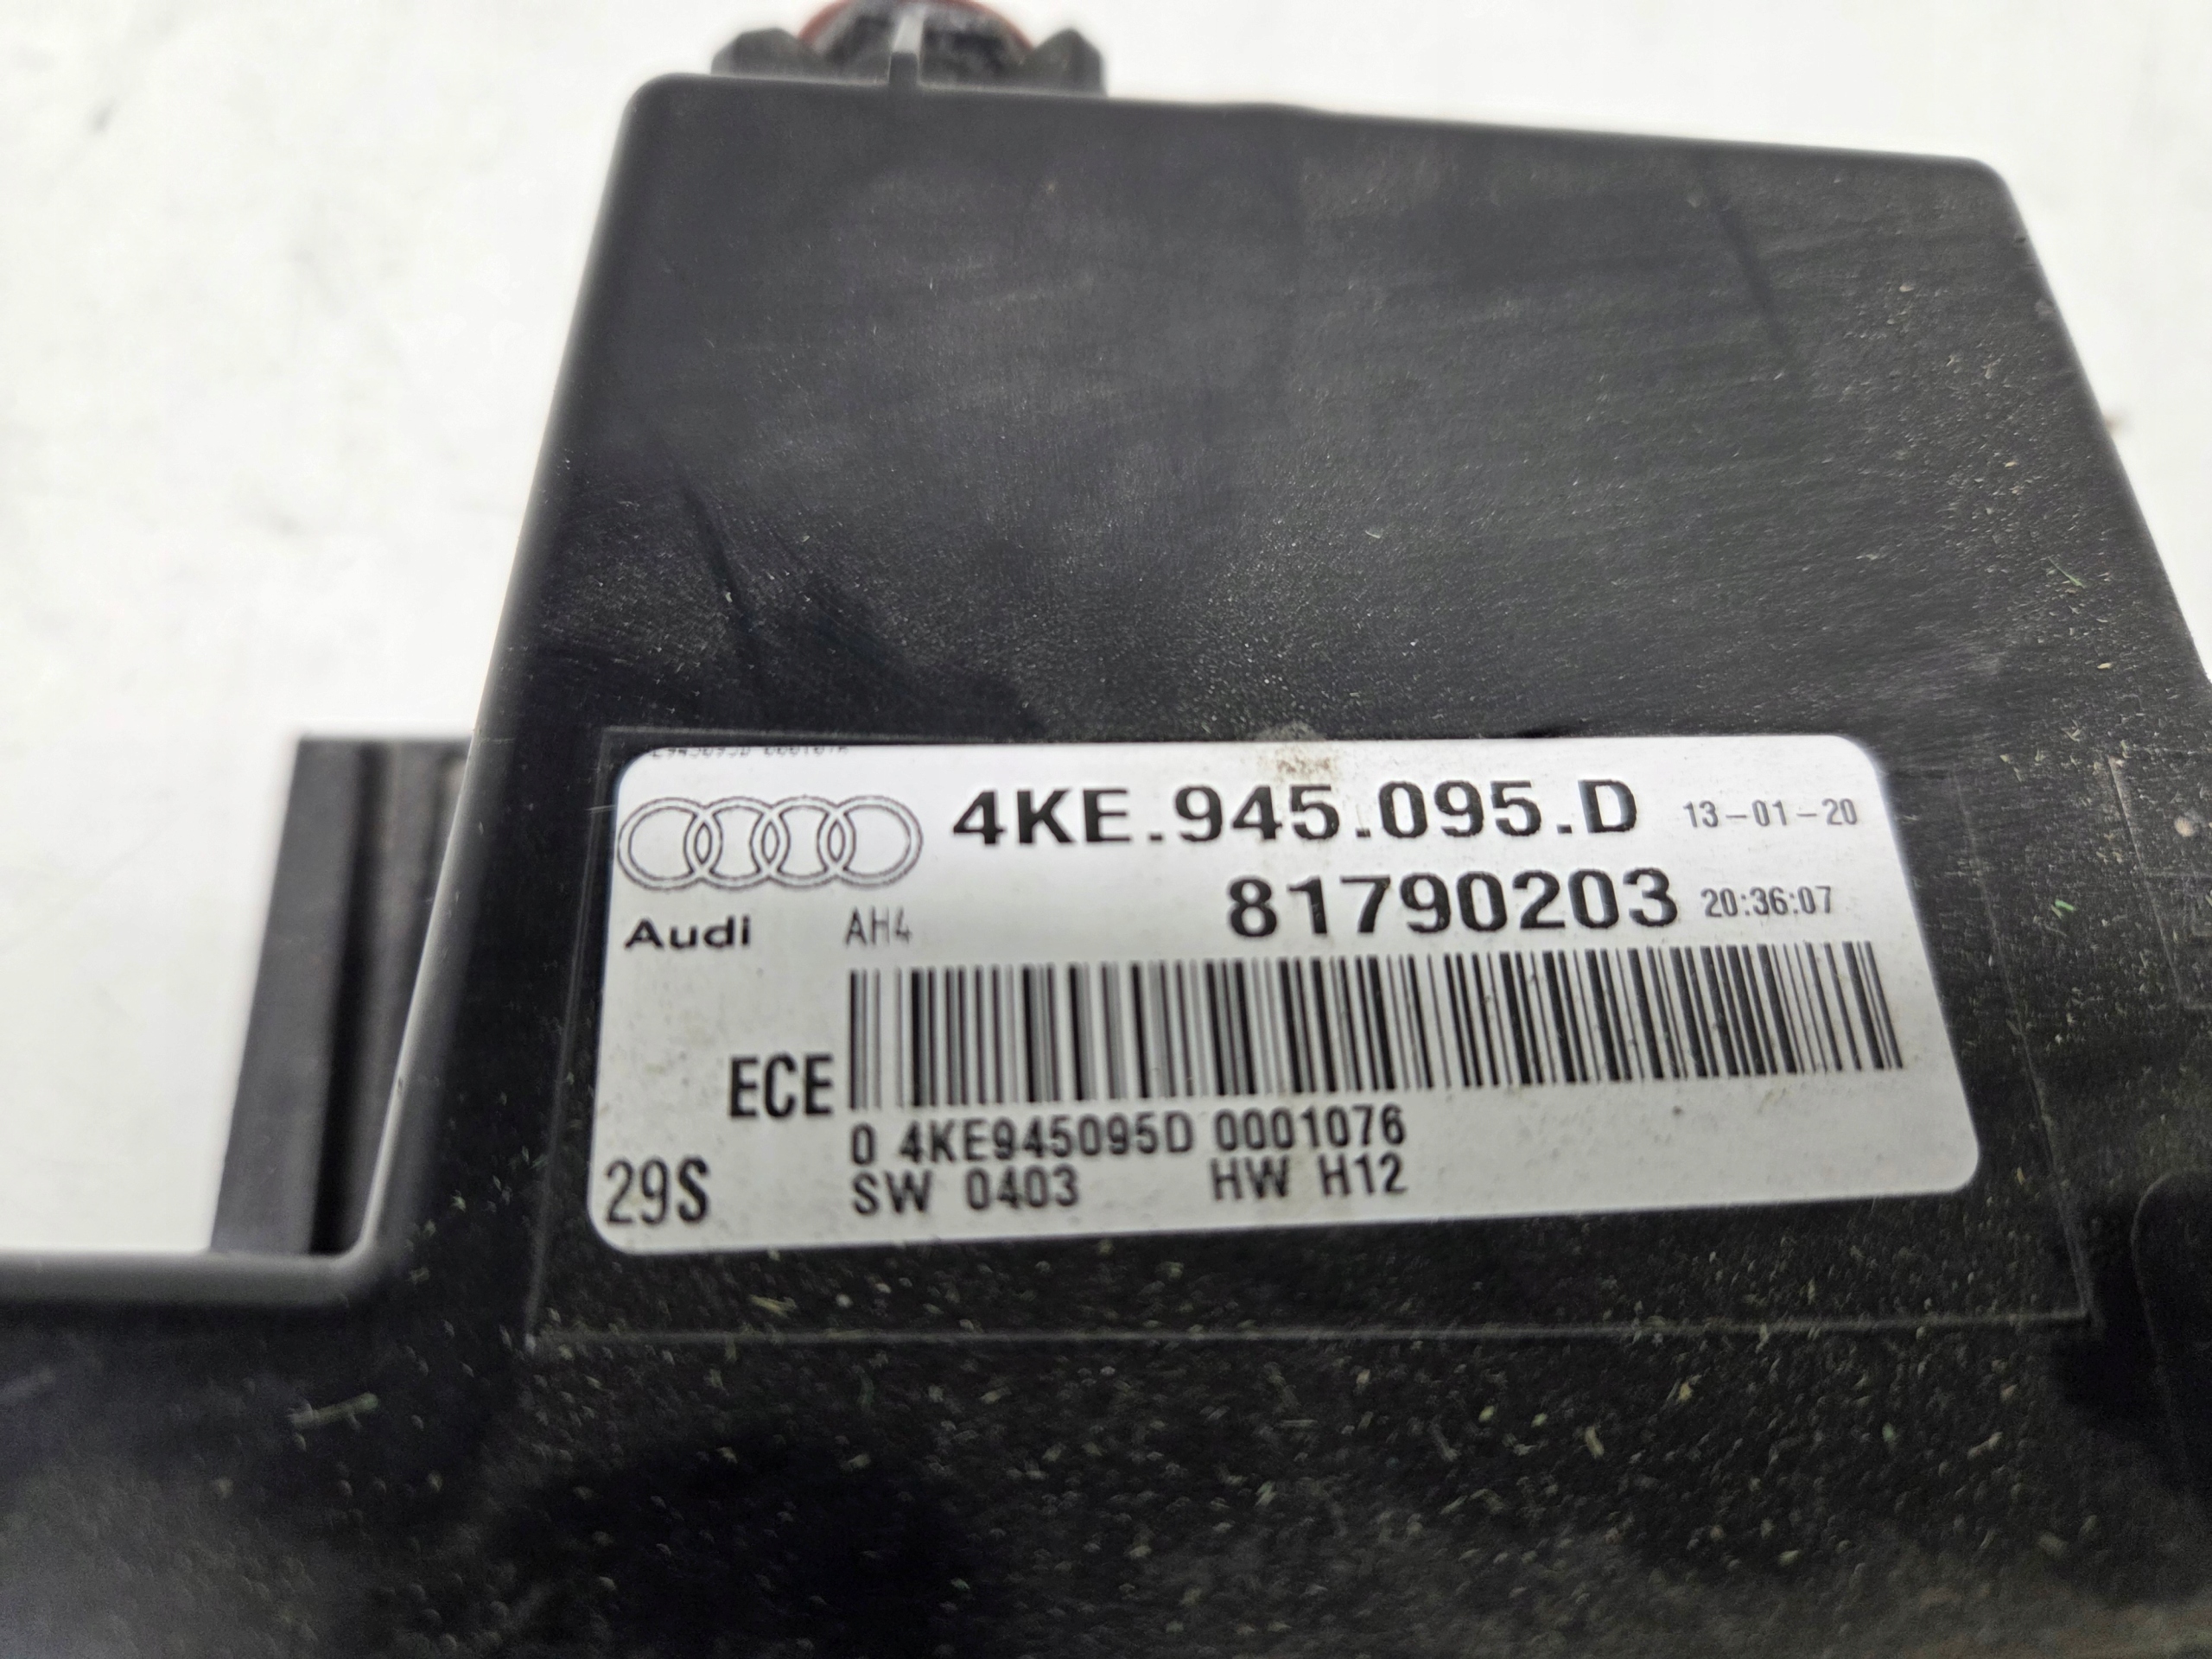 4KE.945.095.D 13-01-20
81790203 20:36:07
Audi AH4
ECE
0 4KE945095D 0001076
29S SW 0403 HW H12